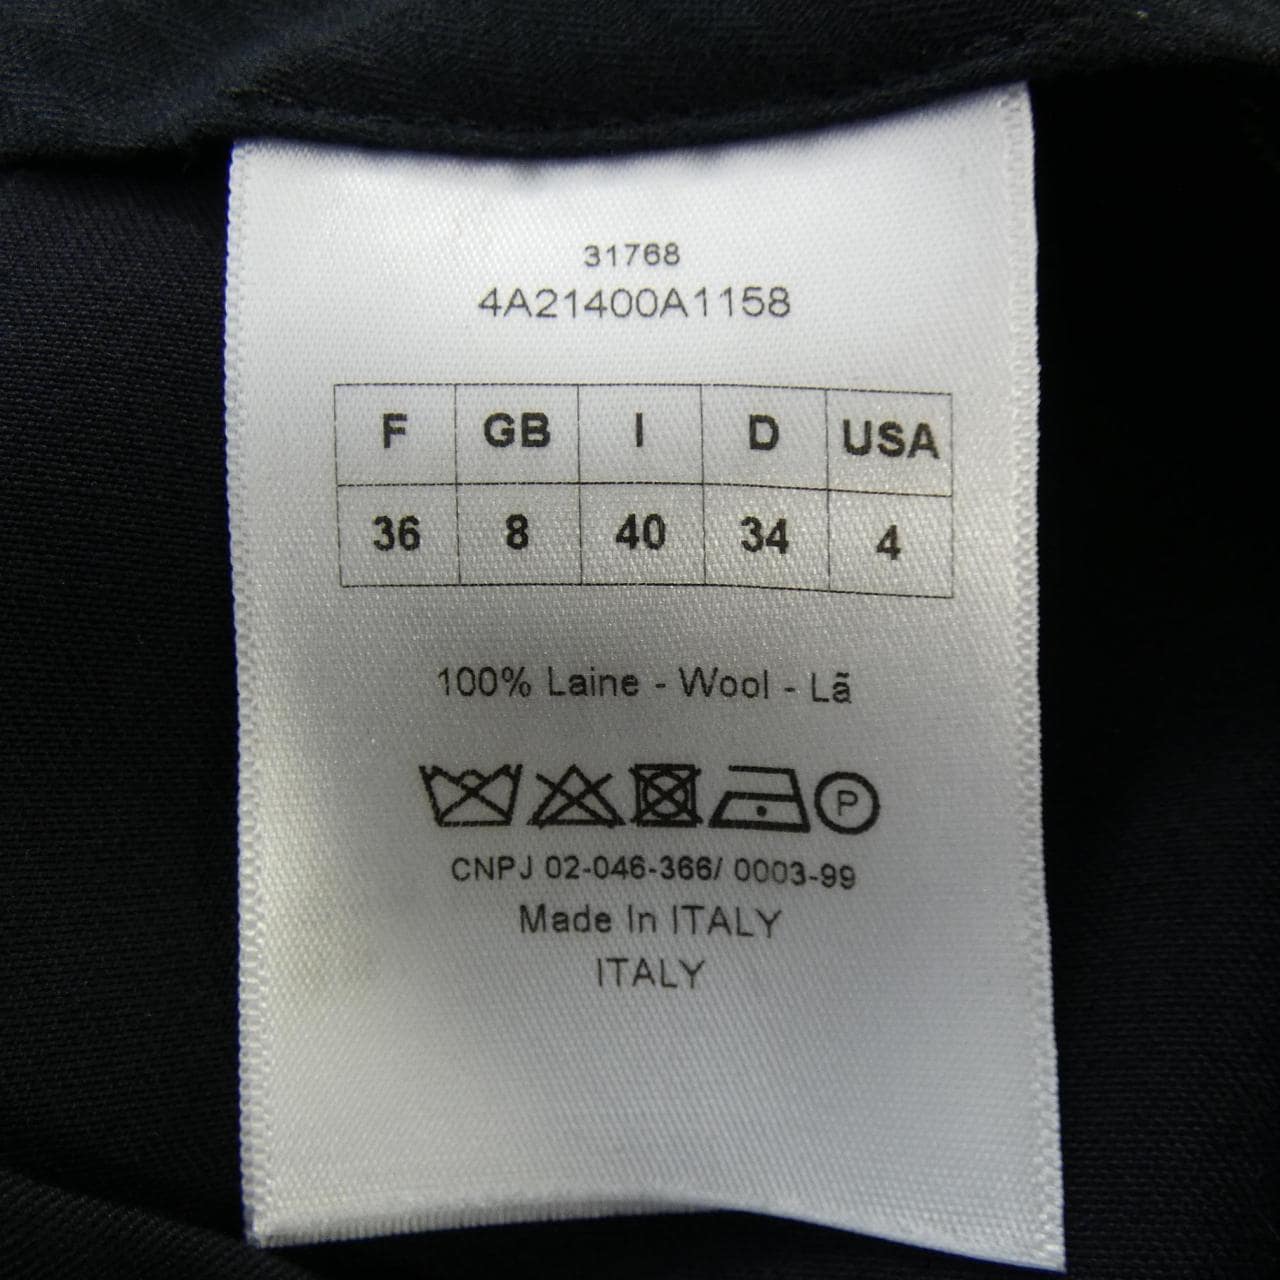 31768
4A21400A1158
F GB I D USA
36 8 40 34 4
100% Laine - Wool - Lã
P
CNPJ 02-046-366/ 0003-99
Made In ITALY
ITALY